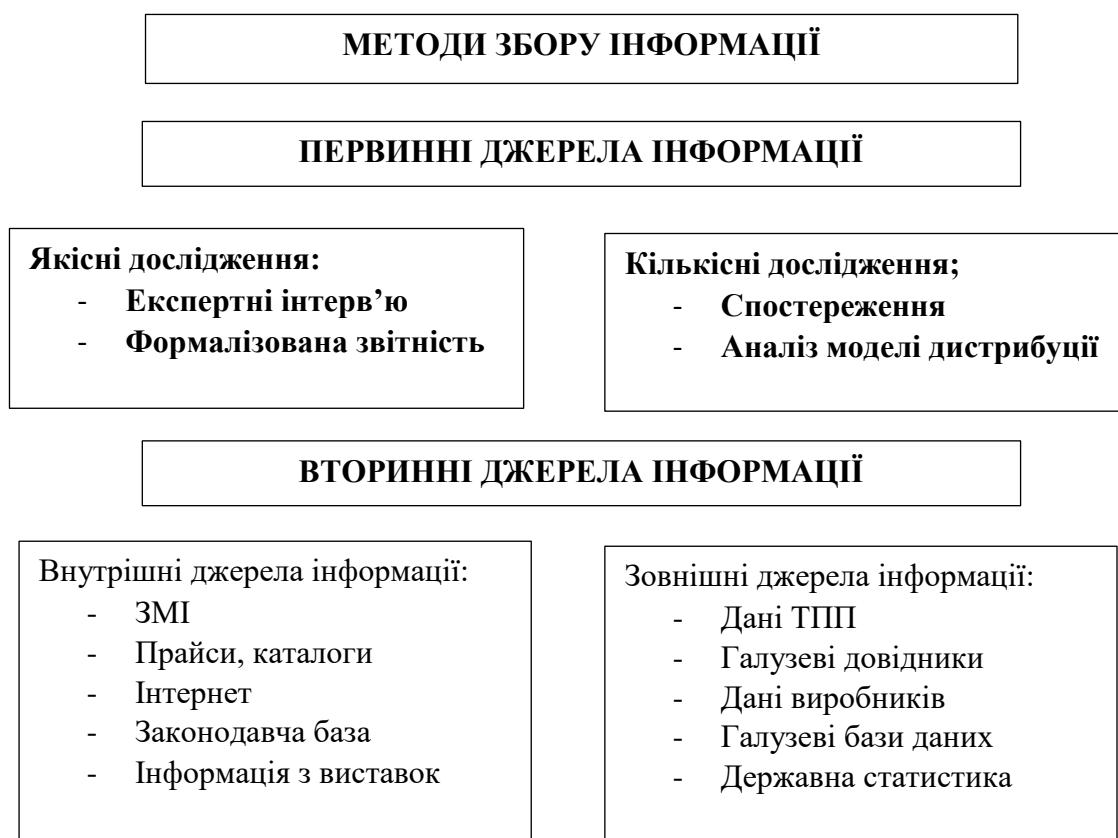 МЕТОДИ ЗБОРУ ІНФОРМАЦІЇ
ПЕРВИННІ ДЖЕРЕЛА ІНФОРМАЦІЇ
Якісні дослідження:
- Експертні інтерв’ю
- Формалізована звітність
Кількісні дослідження;
- Спостереження
- Аналіз моделі дистрибуції
ВТОРИННІ ДЖЕРЕЛА ІНФОРМАЦІЇ
Внутрішні джерела інформації:
- ЗМІ
- Прайси, каталоги
- Інтернет
- Законодавча база
- Інформація з виставок
Зовнішні джерела інформації:
- Дані ТПП
- Галузеві довідники
- Дані виробників
- Галузеві бази даних
- Державна статистика